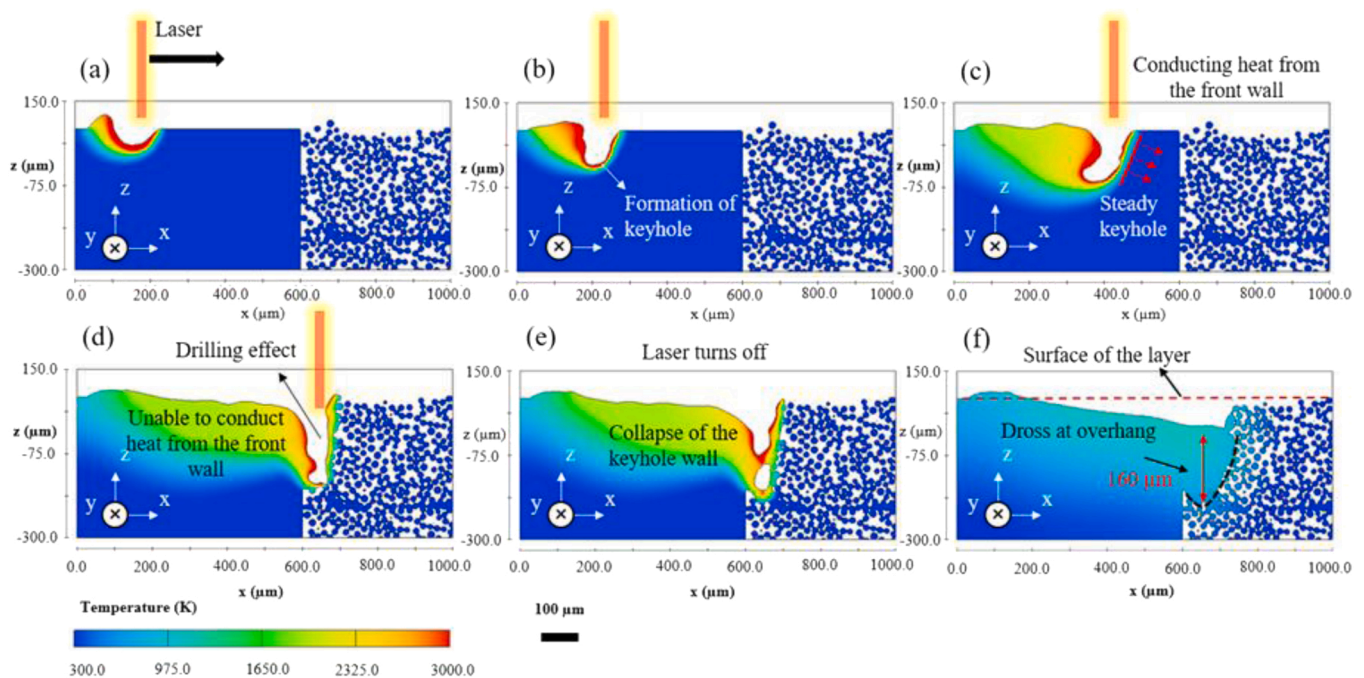 Laser
(a)
150.0
z (µm)
-75.0
-300.0
z
y
x
0.0 200.0 400.0 600.0 800.0 1000.0
x (µm)
(b)
150.0
z (µm)
-75.0
-300.0
Formation of
keyhole
z
y
x
0.0 200.0 400.0 600.0 800.0 1000.0
x (µm)
(c)
Conducting heat from
the front wall
150.0
z (µm)
-75.0
-300.0
Steady
keyhole
z
y
x
0.0 200.0 400.0 600.0 800.0 1000.0
x (µm)
(d)
Drilling effect
150.0
z (µm)
-75.0
-300.0
Unable to conduct
heat from the front
wall
z
y
x
0.0 200.0 400.0 600.0 800.0 1000.0
x (µm)
(e)
Laser turns off
150.0
z (µm)
-75.0
-300.0
Collapse of the
keyhole wall
z
y
x
0.0 200.0 400.0 600.0 800.0 1000.0
x (µm)
(f)
Surface of the layer
150.0
z (µm)
-75.0
-300.0
Dross at overhang
160 µm
z
y
x
0.0 200.0 400.0 600.0 800.0 1000.0
x (µm)
Temperature (K)
300.0 975.0 1650.0 2325.0 3000.0
100 µm